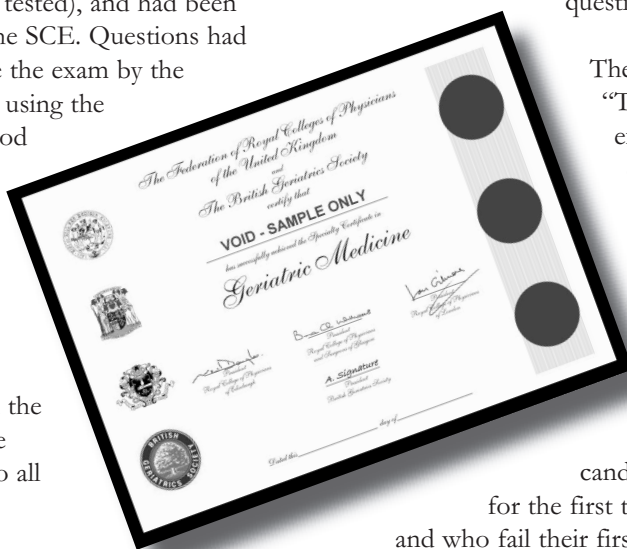 tested), and had been
ne SCE. Questions had
e the exam by the
using the
od
the
e
o all
The Federation of Royal Colleges of Physicians
of the United Kingdom
and
The British Geriatrics Society
certify that
VOID - SAMPLE ONLY
has successfully achieved the Specialty Certificate in
Geriatric Medicine
President
Royal College of Physicians
of Edinburgh
President
Royal College of Physicians
and Surgeons of Glasgow
President
Royal College of Physicians
of London
A. Signature
President
British Geriatrics Society
Dated this
day of
BRITISH
GERIATRICS SOCIETY
questi
The
“T
e
cand
for the first t
and who fail their firs